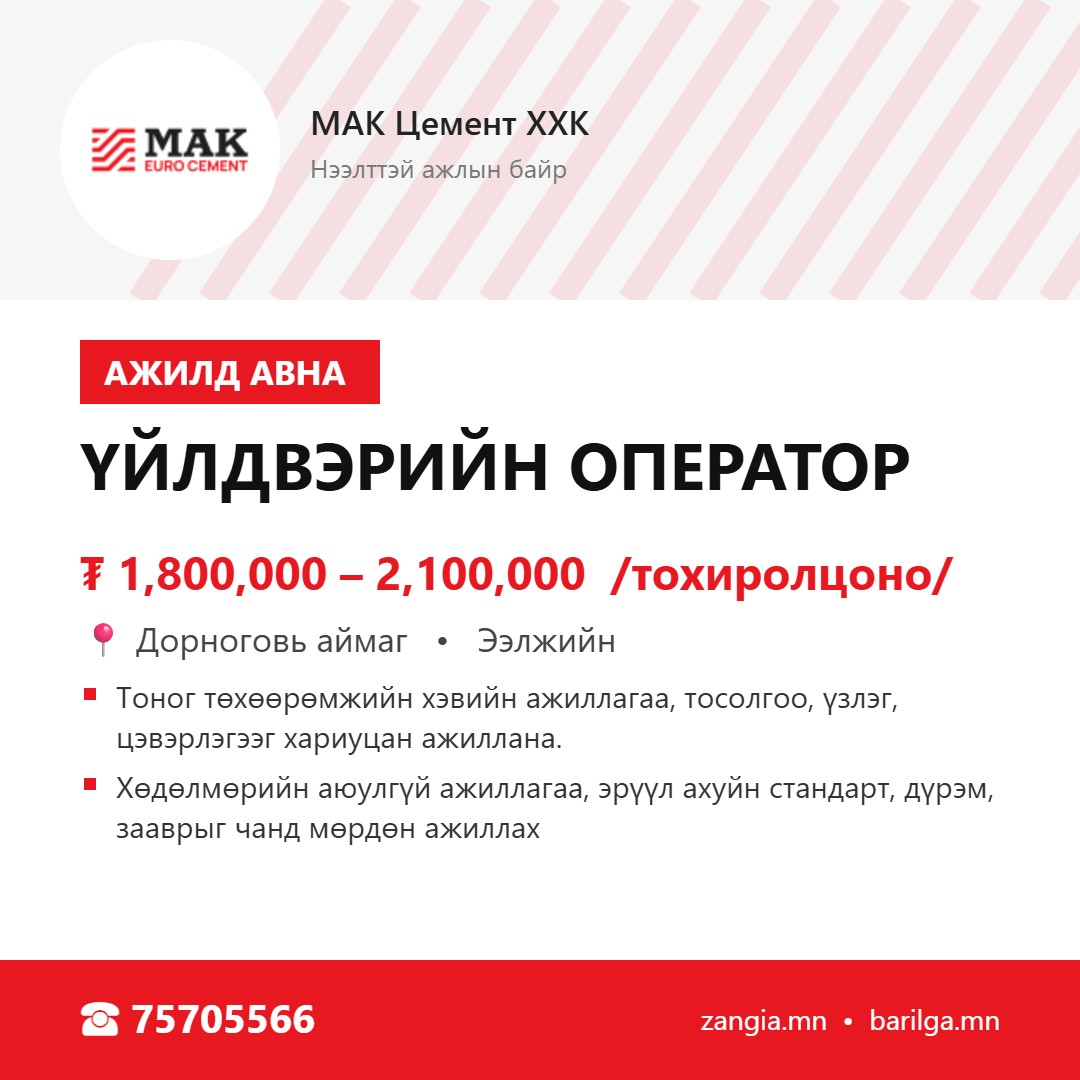 МАК
EURO CEMENT
МАК Цемент ХХК
Нээлттэй ажлын байр
АЖИЛД АВНА
ҮЙЛДВЭРИЙН ОПЕРАТОР
₮ 1,800,000 – 2,100,000 /тохиролцоно/
Дорноговь аймаг • Ээлжийн
Тоног төхөөрөмжийн хэвийн ажиллагаа, тосолгоо, үзлэг,
цэвэрлэгээг хариуцан ажиллана.
Хөдөлмөрийн аюулгүй ажиллагаа, эрүүл ахуйн стандарт, дүрэм,
зааврыг чанд мөрдөн ажиллах
☎ 75705566
zangia.mn • barilga.mn